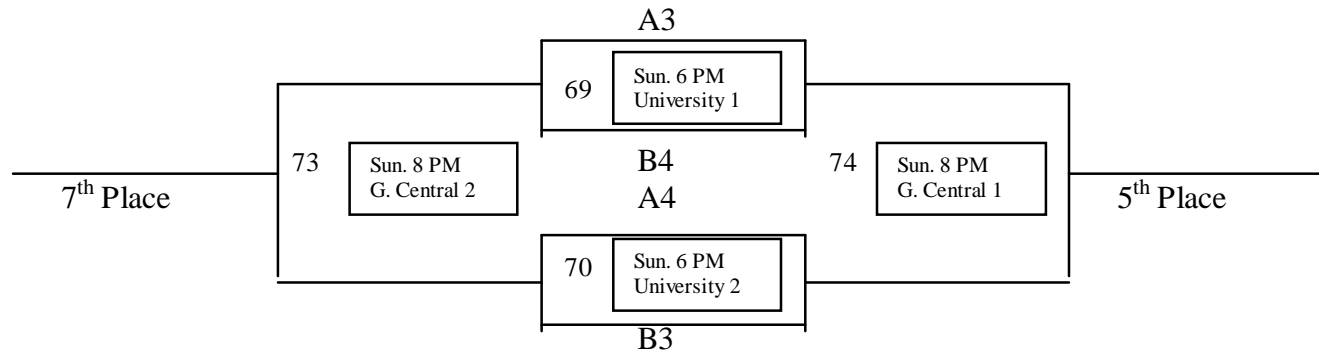 A3
69
Sun. 6 PM
University 1
73
Sun. 8 PM
G. Central 2
B4
A4
74
Sun. 8 PM
G. Central 1
7th Place
5th Place
70
Sun. 6 PM
University 2
B3